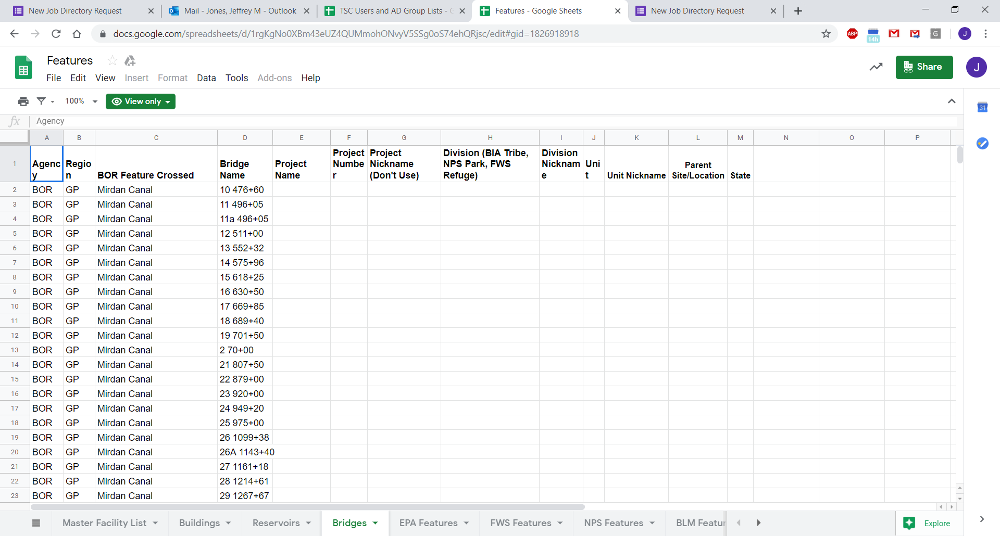 New Job Directory Request
Mail - Jones, Jeffrey M - Outlook
TSC Users and AD Group Lists -
Features - Google Sheets
New Job Directory Request
docs.google.com/spreadsheets/d/1rgKgNo0XBm43eUZ4QUMmohONvyV5SSg0oS74ehQRjsc/edit#gid=1826918918
ABP
14h
G
J
Features
File Edit View Insert Format Data Tools Add-ons Help
Share
J
100%
View only
31
fx Agency
A B C D E F G H I J K L M N O P
1 Agency Region BOR Feature Crossed Bridge Name Project Name Project Number Project Nickname (Don't Use) Division (BIA Tribe, NPS Park, FWS Refuge) Division Nickname Unit Unit Nickname Parent Site/Location State
2 BOR GP Mirdan Canal 10 476+60
3 BOR GP Mirdan Canal 11 496+05
4 BOR GP Mirdan Canal 11a 496+05
5 BOR GP Mirdan Canal 12 511+00
6 BOR GP Mirdan Canal 13 552+32
7 BOR GP Mirdan Canal 14 575+96
8 BOR GP Mirdan Canal 15 618+25
9 BOR GP Mirdan Canal 16 630+50
10 BOR GP Mirdan Canal 17 669+85
11 BOR GP Mirdan Canal 18 689+40
12 BOR GP Mirdan Canal 19 701+50
13 BOR GP Mirdan Canal 2 70+00
14 BOR GP Mirdan Canal 21 807+50
15 BOR GP Mirdan Canal 22 879+00
16 BOR GP Mirdan Canal 23 920+00
17 BOR GP Mirdan Canal 24 949+20
18 BOR GP Mirdan Canal 25 975+00
19 BOR GP Mirdan Canal 26 1099+38
20 BOR GP Mirdan Canal 26A 1143+40
21 BOR GP Mirdan Canal 27 1161+18
22 BOR GP Mirdan Canal 28 1214+61
23 BOR GP Mirdan Canal 29 1267+67
Master Facility List Buildings Reservoirs Bridges EPA Features FWS Features NPS Features BLM Featur
Explore